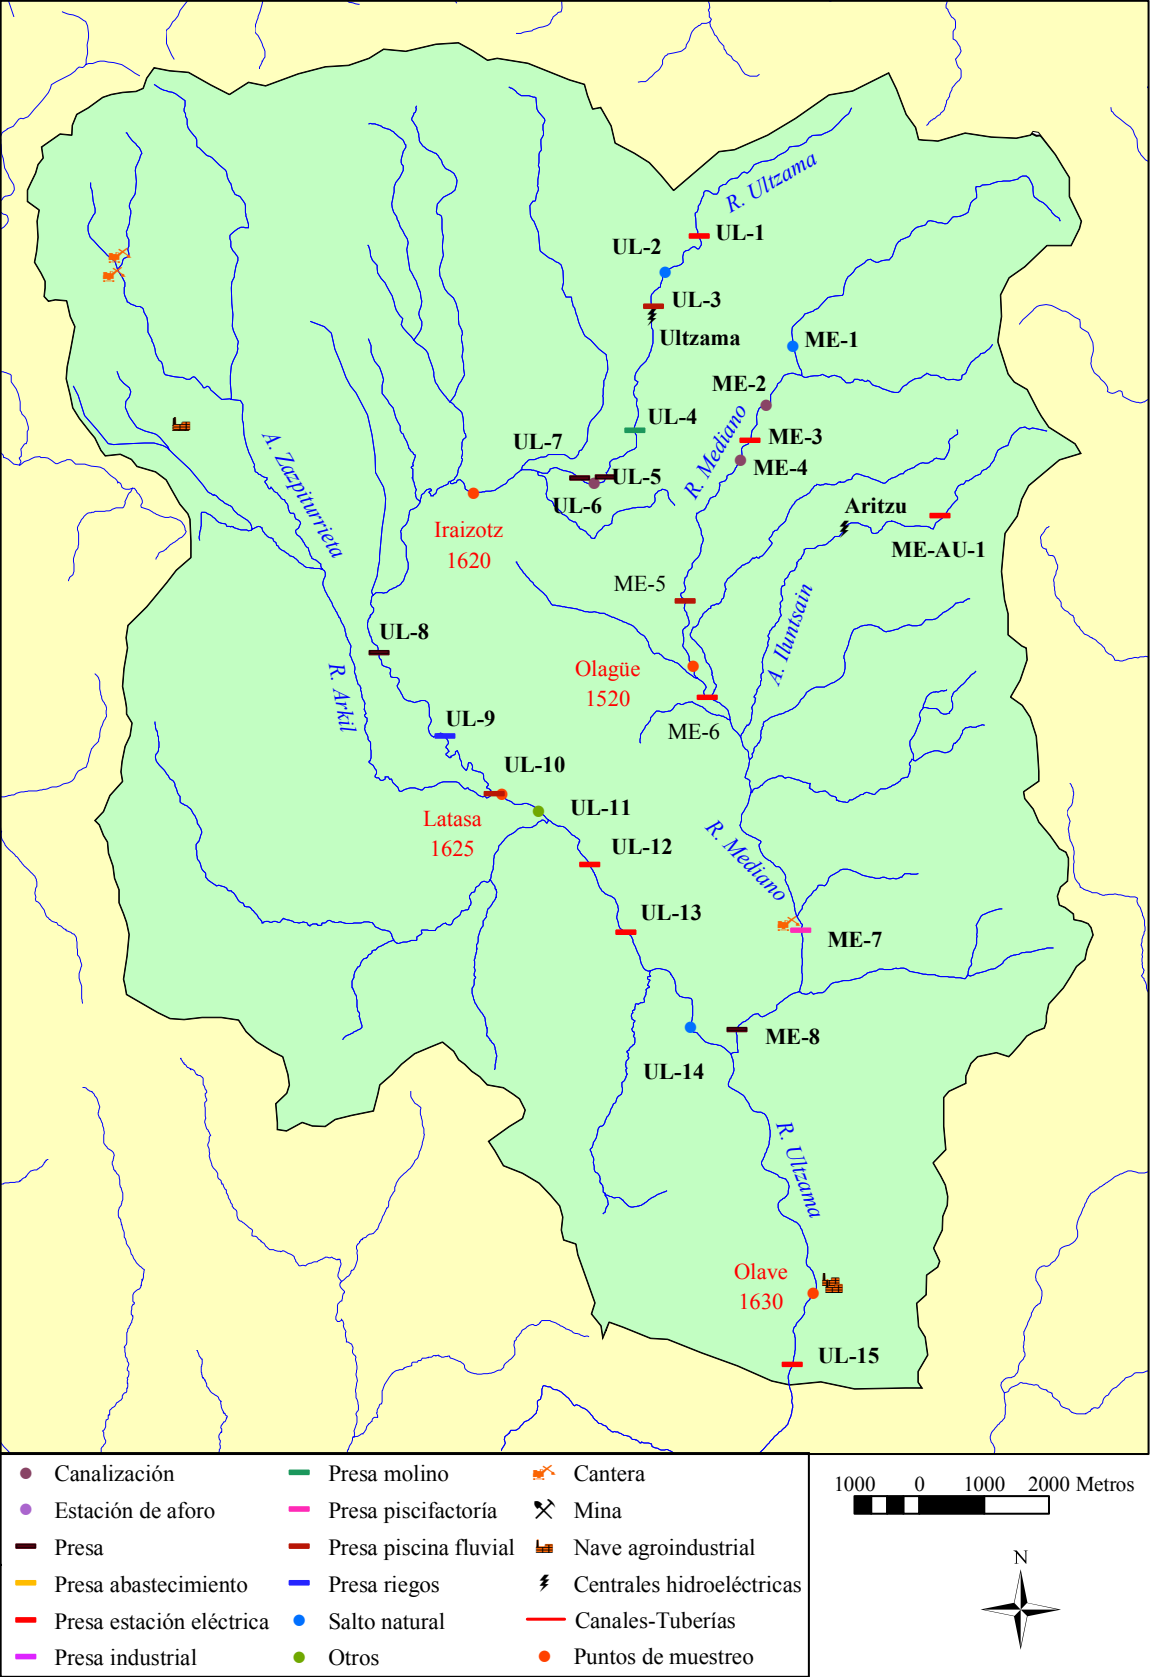 R. Ultzama
UL-1
UL-2
UL-3
Ultzama
ME-1
ME-2
UL-4
ME-3
R. Mediano
UL-7
ME-4
UL-5
A. Zazpiturrieta
UL-6
Aritzu
Iraizotz
1620
ME-AU-1
ME-5
A. Iluntsain
UL-8
Olagüe
1520
R. Arkil
UL-9
ME-6
UL-10
UL-11
Latasa
1625
R. Mediano
UL-12
UL-13
ME-7
ME-8
UL-14
R. Ultzama
Olave
1630
UL-15
Canalización
Estación de aforo
Presa
Presa abastecimiento
Presa estación eléctrica
Presa industrial
Presa molino
Presa piscifactoría
Presa piscina fluvial
Presa riegos
Salto natural
Otros
Cantera
Mina
Nave agroindustrial
Centrales hidroeléctricas
Canales-Tuberías
Puntos de muestreo
1000 0 1000 2000 Metros
N